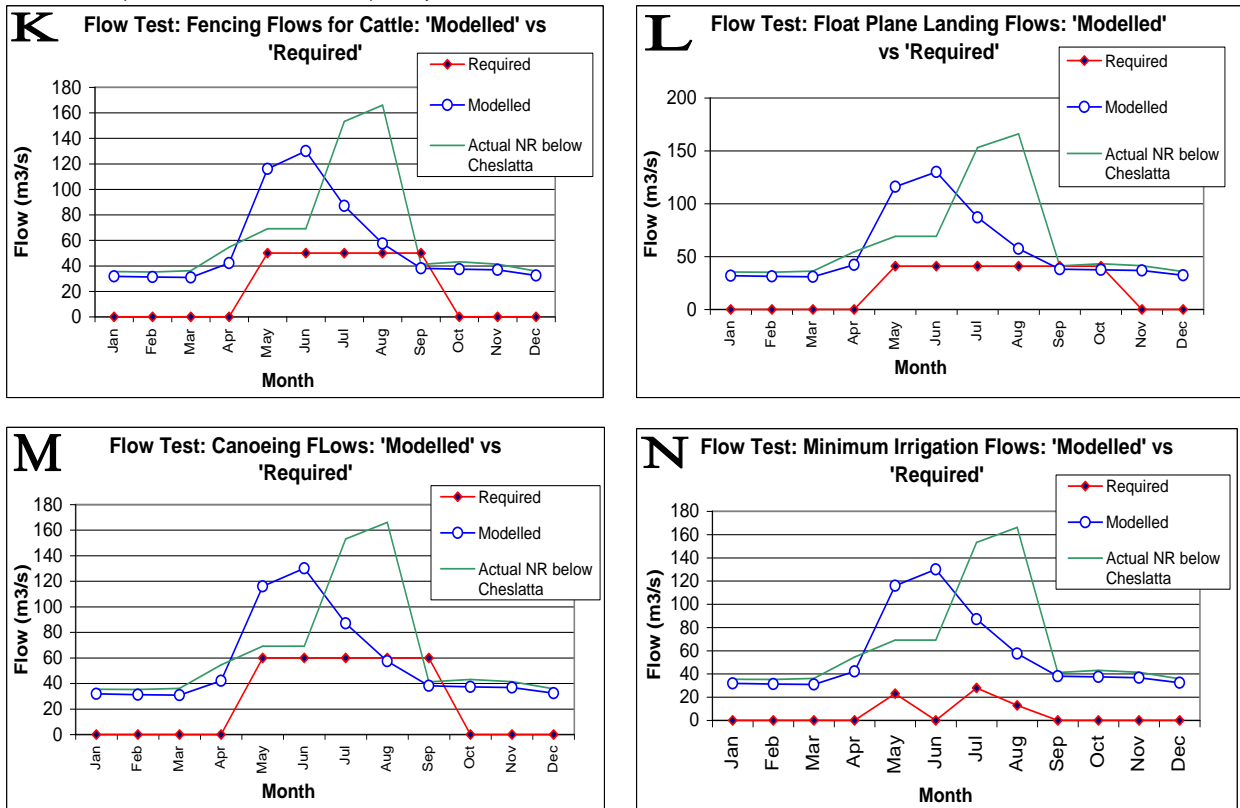 K
Flow Test: Fencing Flows for Cattle: 'Modelled' vs
'Required'
Required
Modelled
Actual NR below
Cheslatta
Flow (m3/s)
180
160
140
120
100
80
60
40
20
0
Jan
Feb
Mar
Apr
May
Jun
Jul
Aug
Sep
Oct
Nov
Dec
Month
L
Flow Test: Float Plane Landing Flows: 'Modelled'
vs 'Required'
Required
Modelled
Actual NR below
Cheslatta
Flow (m3/s)
200
150
100
50
0
Jan
Feb
Mar
Apr
May
Jun
Jul
Aug
Sep
Oct
Nov
Dec
Month
M
Flow Test: Canoeing FLows: 'Modelled' vs
'Required'
Required
Modelled
Actual NR below
Cheslatta
Flow (m3/s)
180
160
140
120
100
80
60
40
20
0
Jan
Feb
Mar
Apr
May
Jun
Jul
Aug
Sep
Oct
Nov
Dec
Month
N
Flow Test: Minimum Irrigation Flows: 'Modelled' vs
'Required'
Required
Modelled
Actual NR below
Cheslatta
Flow (m3/s)
180
160
140
120
100
80
60
40
20
0
Jan
Feb
Mar
Apr
May
Jun
Jul
Aug
Sep
Oct
Nov
Dec
Month